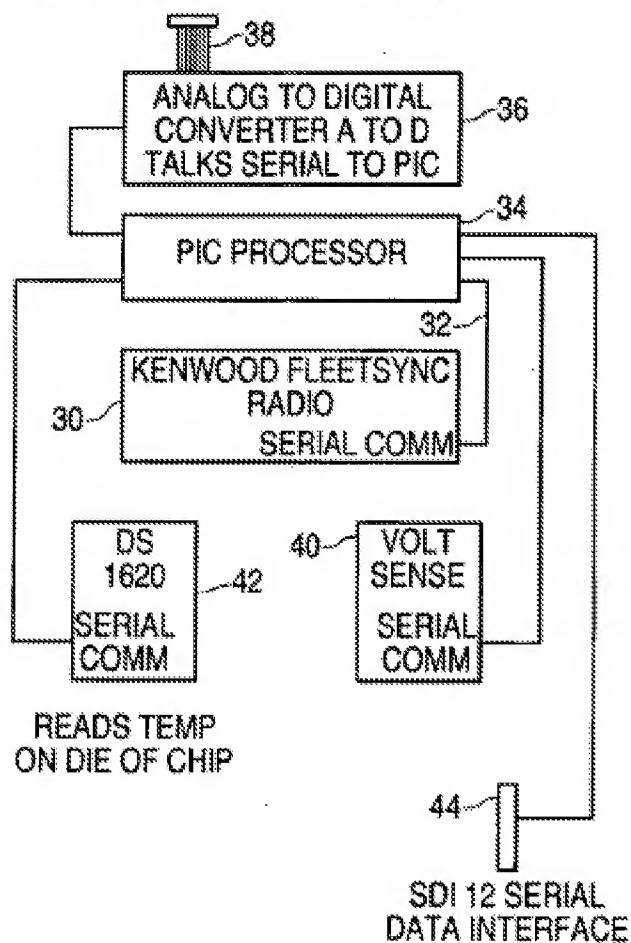 38
ANALOG TO DIGITAL
CONVERTER A TO D
TALKS SERIAL TO PIC
36
34
PIC PROCESSOR
32
KENWOOD FLEETSYNC
RADIO
30
SERIAL COMM
DS
1620
SERIAL
COMM
42
40
VOLT
SENSE
SERIAL
COMM
READS TEMP
ON DIE OF CHIP
44
SDI 12 SERIAL
DATA INTERFACE